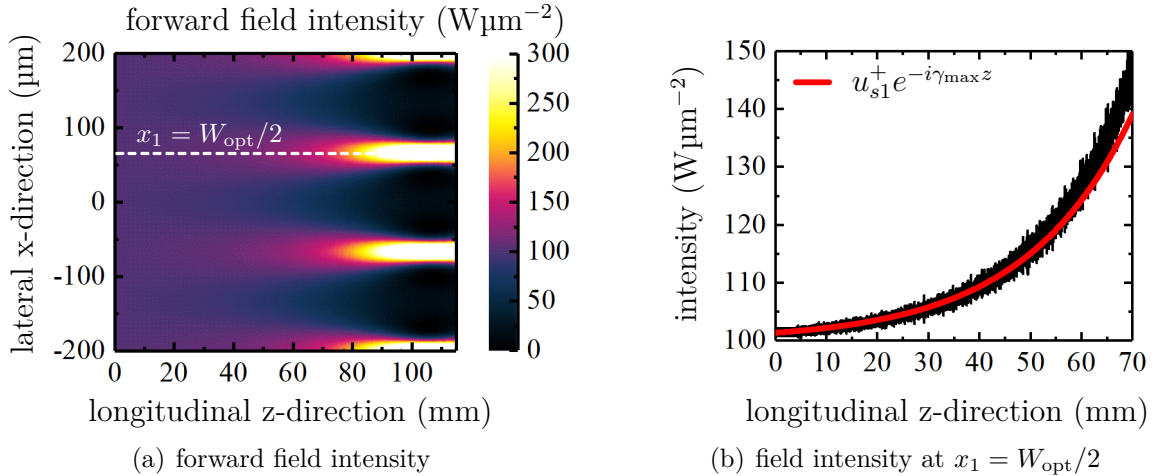 forward field intensity (Wµm⁻²)
lateral x-direction (µm)
200
100
0
-100
-200
x₁ = W_opt/2
0 20 40 60 80 100
longitudinal z-direction (mm)
300
250
200
150
100
50
0
(a) forward field intensity
intensity (Wµm⁻²)
150
140
130
120
110
100
u_{s1}^+ e^{-iγ_max z}
0 10 20 30 40 50 60 70
longitudinal z-direction (mm)
(b) field intensity at x₁ = W_opt/2